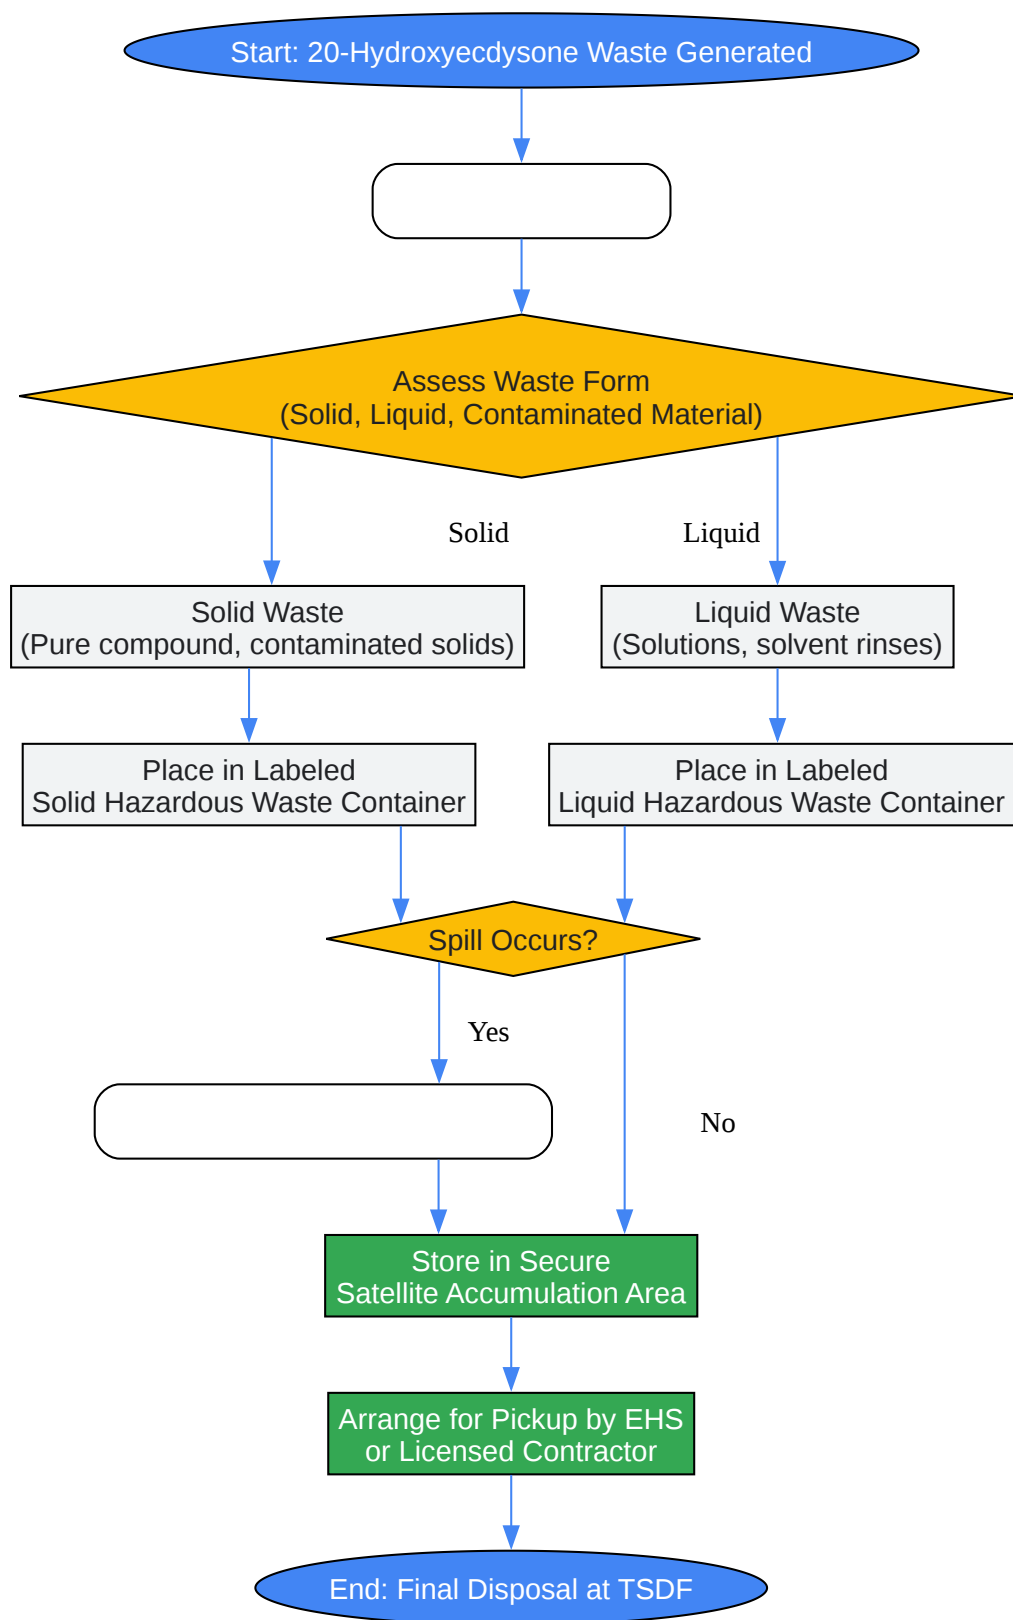 Start: 20-Hydroxyecdysone Waste Generated
Assess Waste Form
(Solid, Liquid, Contaminated Material)
Solid
Liquid
Solid Waste
(Pure compound, contaminated solids)
Liquid Waste
(Solutions, solvent rinses)
Place in Labeled
Solid Hazardous Waste Container
Place in Labeled
Liquid Hazardous Waste Container
Spill Occurs?
Yes
No
Store in Secure
Satellite Accumulation Area
Arrange for Pickup by EHS
or Licensed Contractor
End: Final Disposal at TSDF